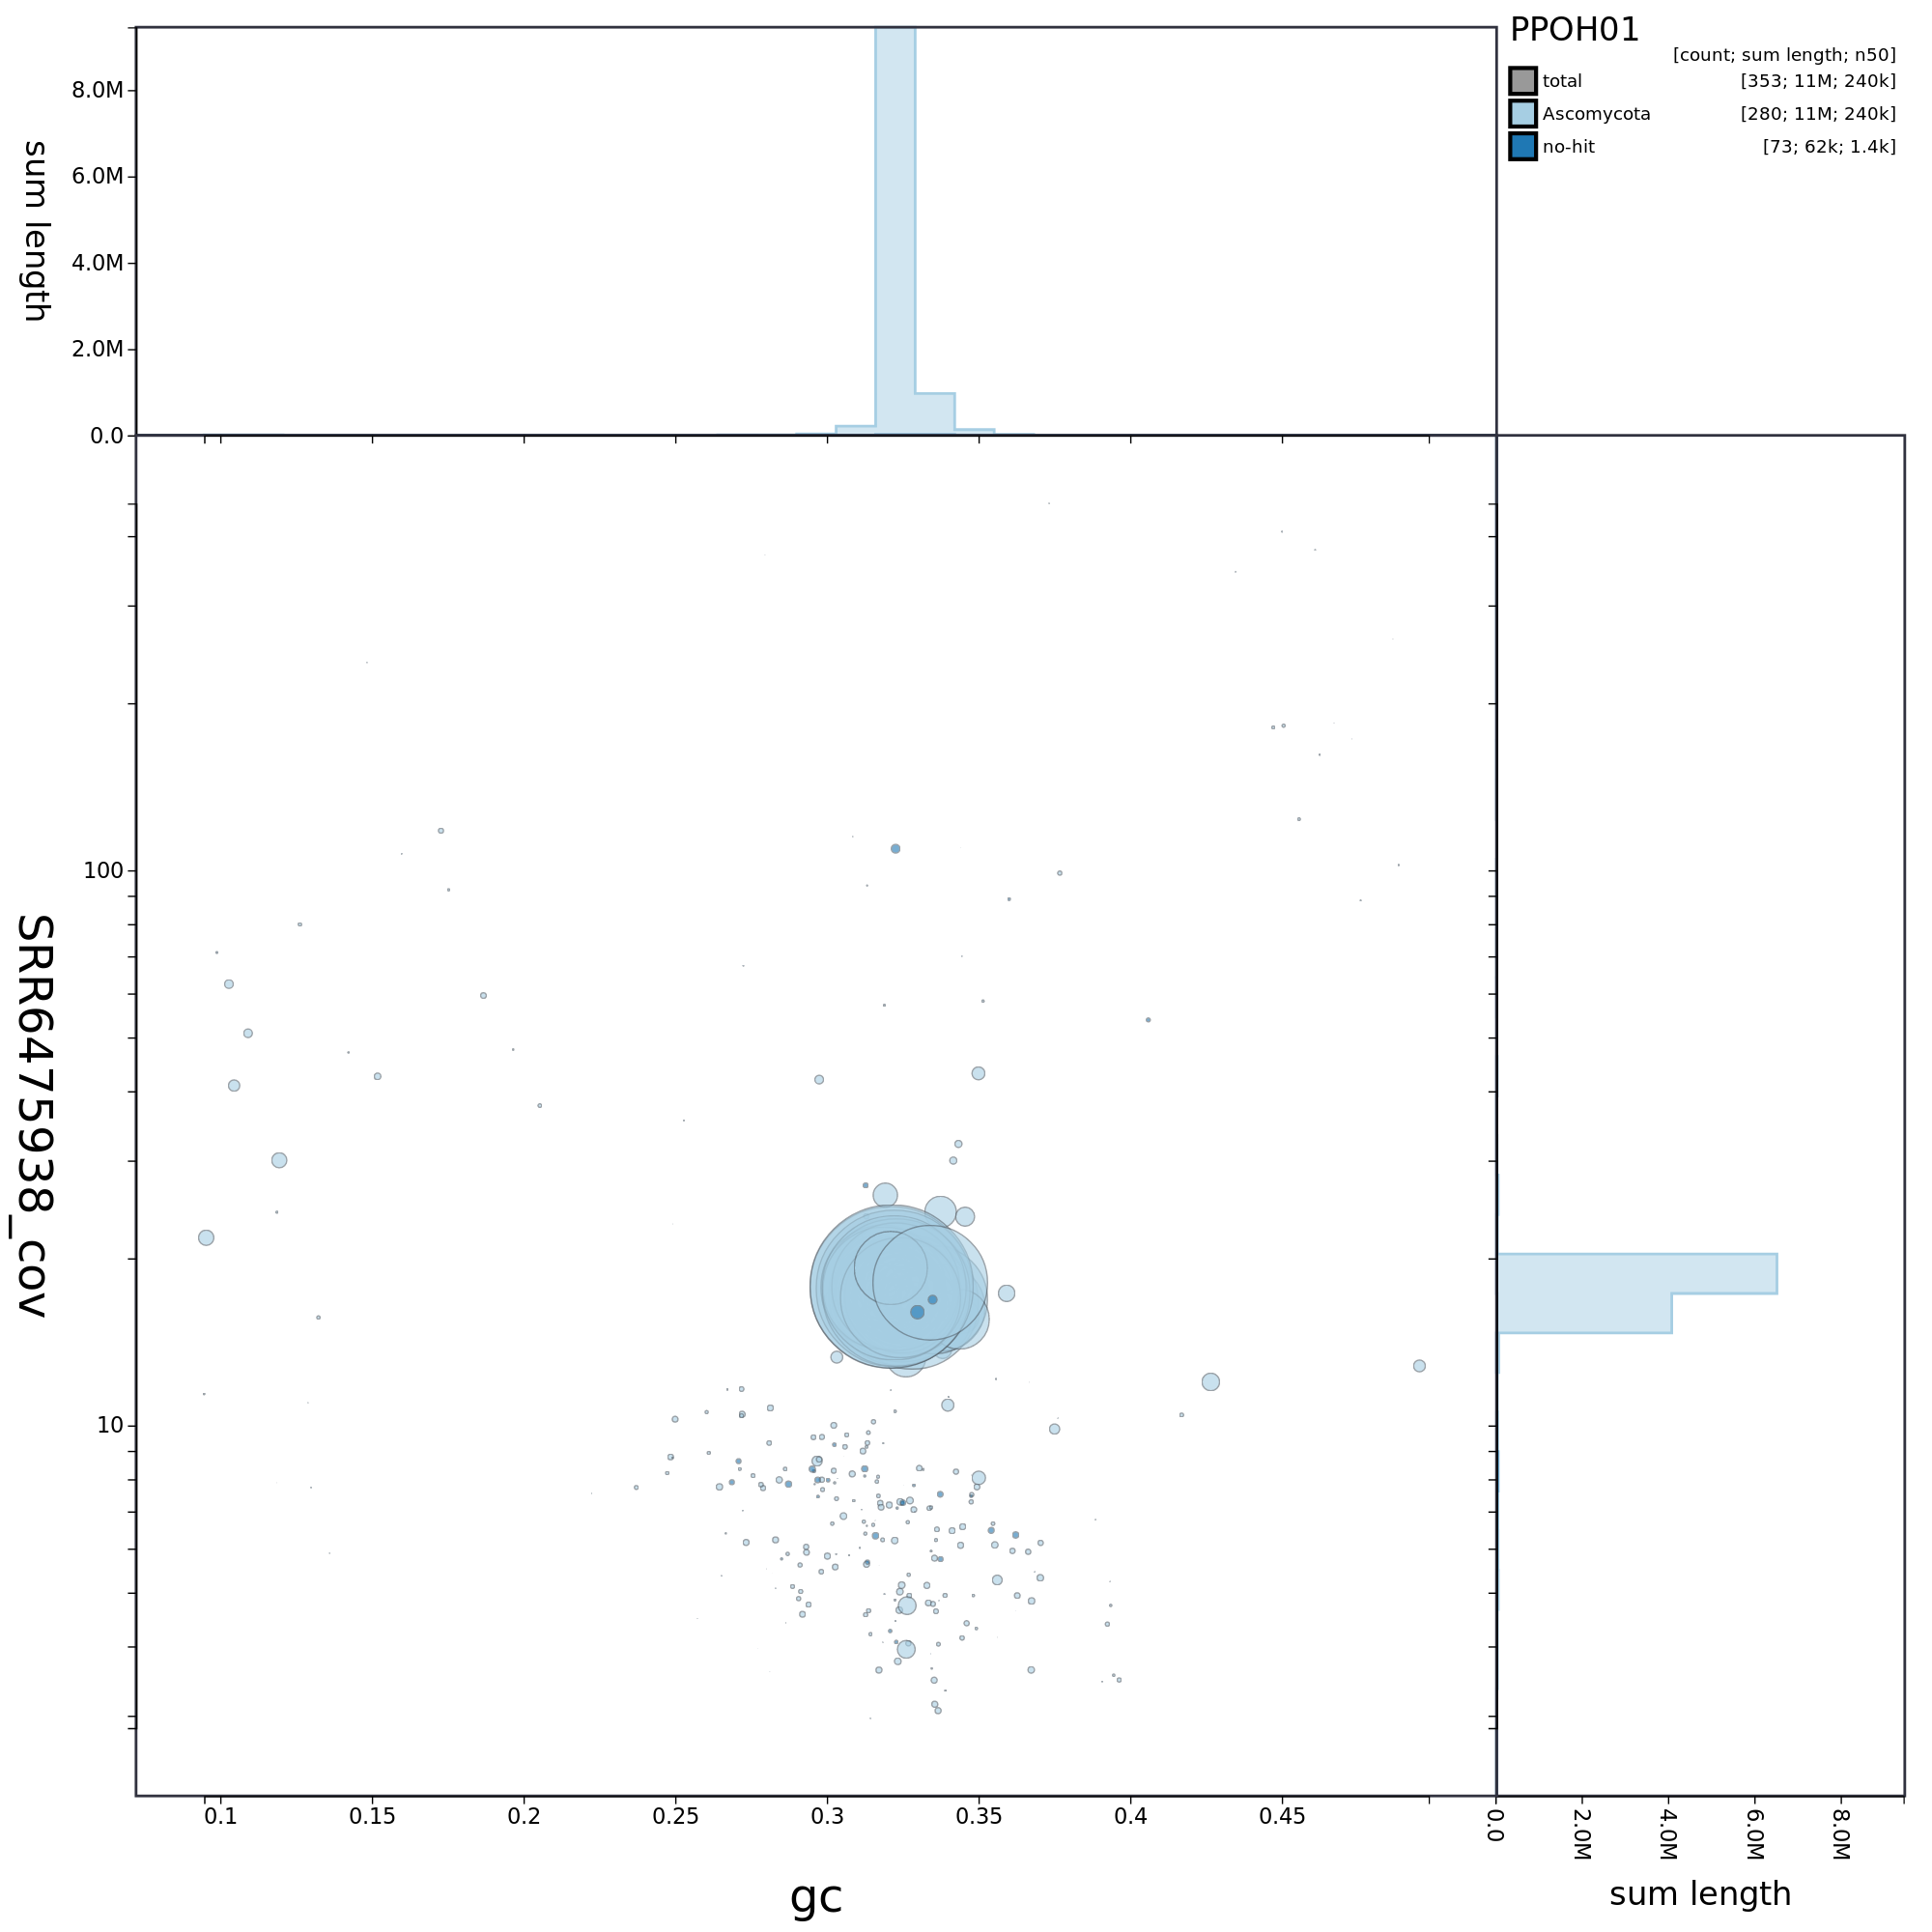 PPOH01
[count; sum length; n50]
total [353; 11M; 240k]
Ascomycota [280; 11M; 240k]
no-hit [73; 62k; 1.4k]
sum length
8.0M
6.0M
4.0M
2.0M
0.0
SRR6475938_cov
100
10
0.1 0.15 0.2 0.25 0.3 0.35 0.4 0.45
gc
0.0 2.0M 4.0M 6.0M 8.0M
sum length